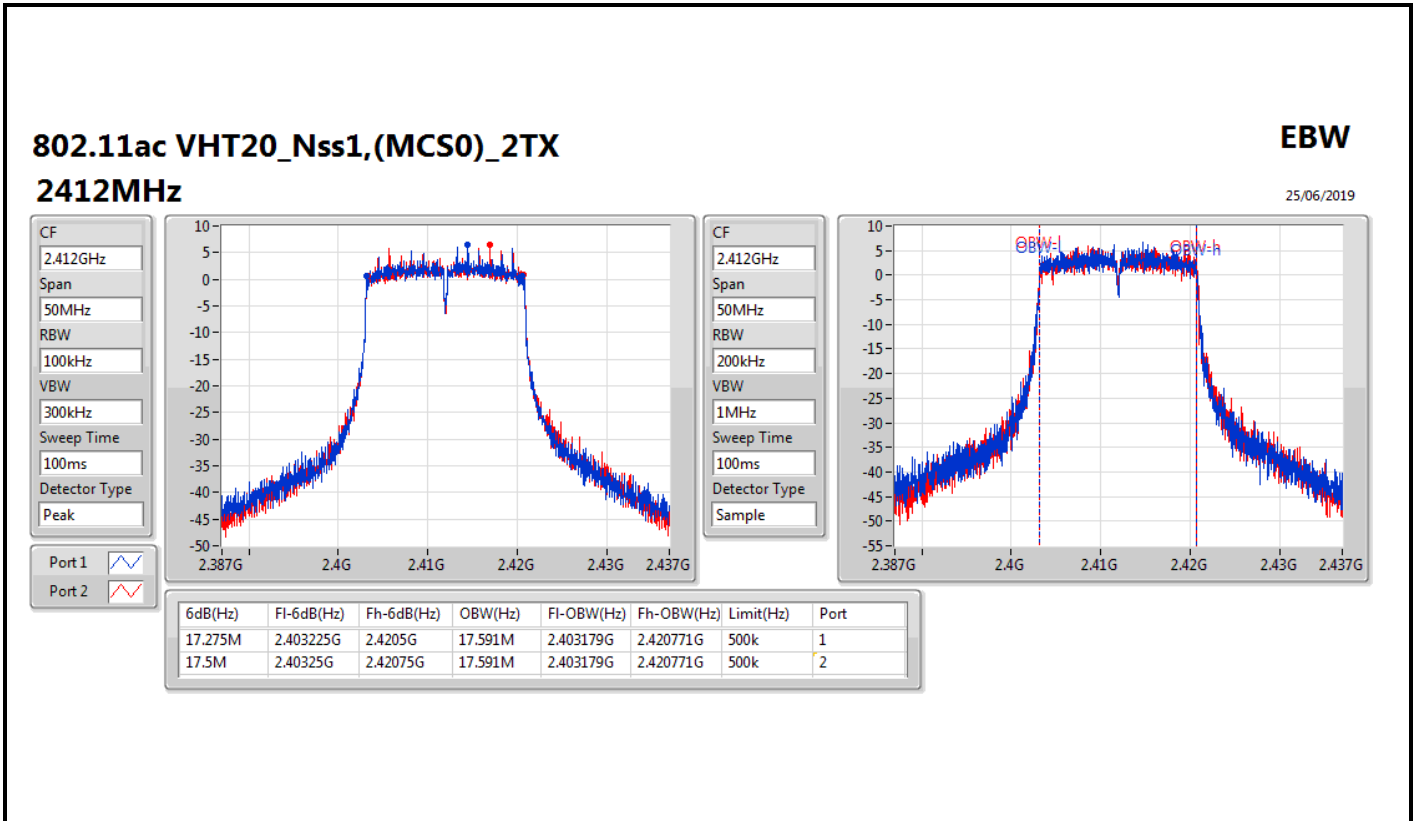 802.11ac VHT20_Nss1,(MCS0)_2TX
EBW
2412MHz
25/06/2019
CF
2.412GHz
Span
50MHz
RBW
100kHz
VBW
300kHz
Sweep Time
100ms
Detector Type
Peak
Port 1
Port 2
10
5
0
-5
-10
-15
-20
-25
-30
-35
-40
-45
-50
2.387G 2.4G 2.41G 2.42G 2.43G 2.437G
CF
2.412GHz
Span
50MHz
RBW
200kHz
VBW
1MHz
Sweep Time
100ms
Detector Type
Sample
10
5
0
-5
-10
-15
-20
-25
-30
-35
-40
-45
-50
-55
OBW-l OBW-h
OBW-l OBW-h
2.387G 2.4G 2.41G 2.42G 2.43G 2.437G
6dB(Hz) Fl-6dB(Hz) Fh-6dB(Hz) OBW(Hz) Fl-OBW(Hz) Fh-OBW(Hz) Limit(Hz) Port
17.275M 2.403225G 2.4205G 17.591M 2.403179G 2.420771G 500k 1
17.5M 2.40325G 2.42075G 17.591M 2.403179G 2.420771G 500k 2